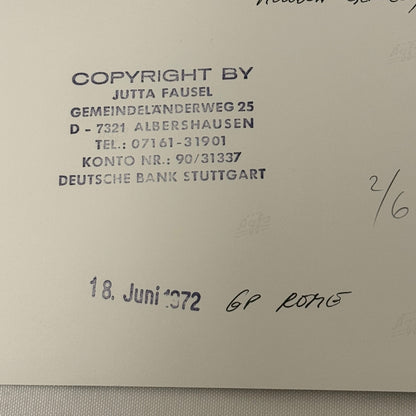 COPYRIGHT BY
JUTTA FAUSEL
GEMEINDELÄNDERWEG 25
D - 7321 ALBERSHAUSEN
TEL.: 07161-31901
KONTO NR.: 90/31337
DEUTSCHE BANK STUTTGART
2/6
18. Juni 1972 GP ROME